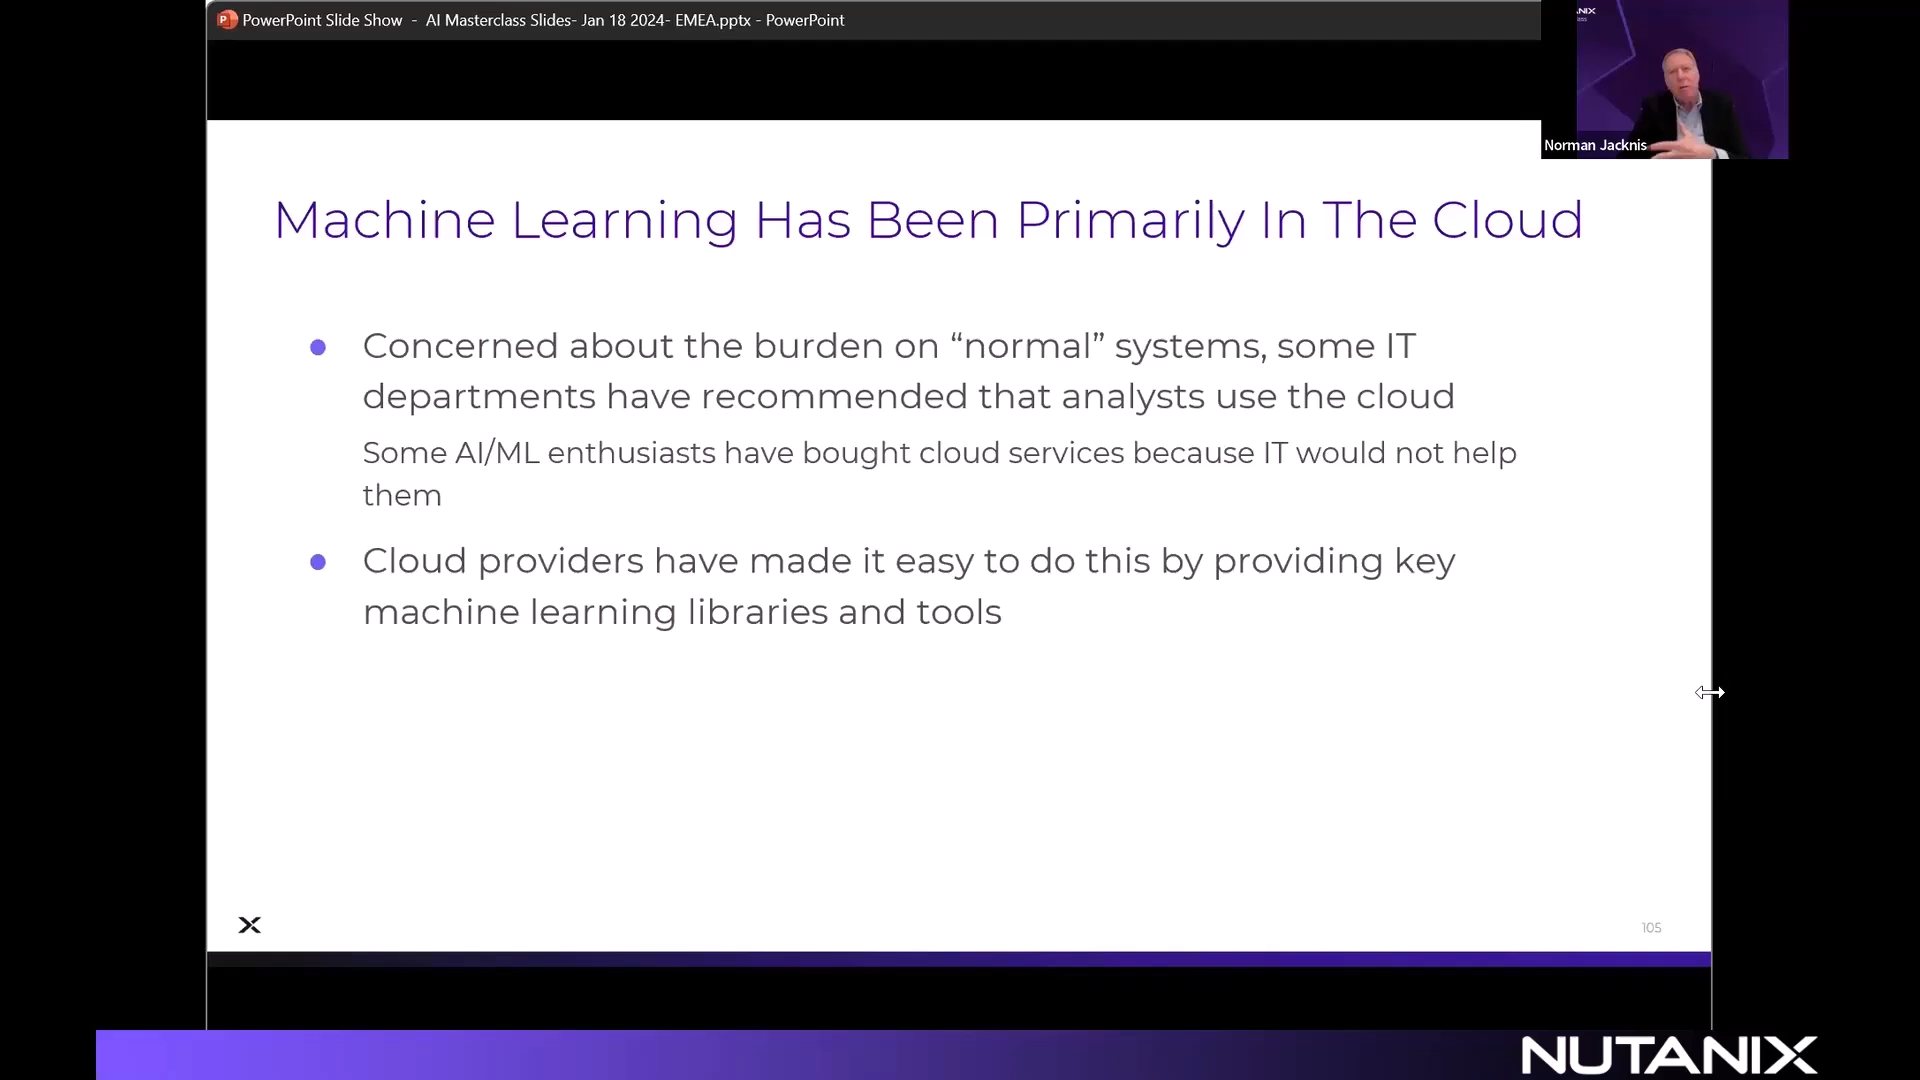 PowerPoint Slide Show - AI Masterclass Slides- Jan 18 2024- EMEA.pptx - PowerPoint
Norman Jacknis
Machine Learning Has Been Primarily In The Cloud
● Concerned about the burden on “normal” systems, some IT
departments have recommended that analysts use the cloud
Some AI/ML enthusiasts have bought cloud services because IT would not help
them
● Cloud providers have made it easy to do this by providing key
machine learning libraries and tools
105
NUTANIX